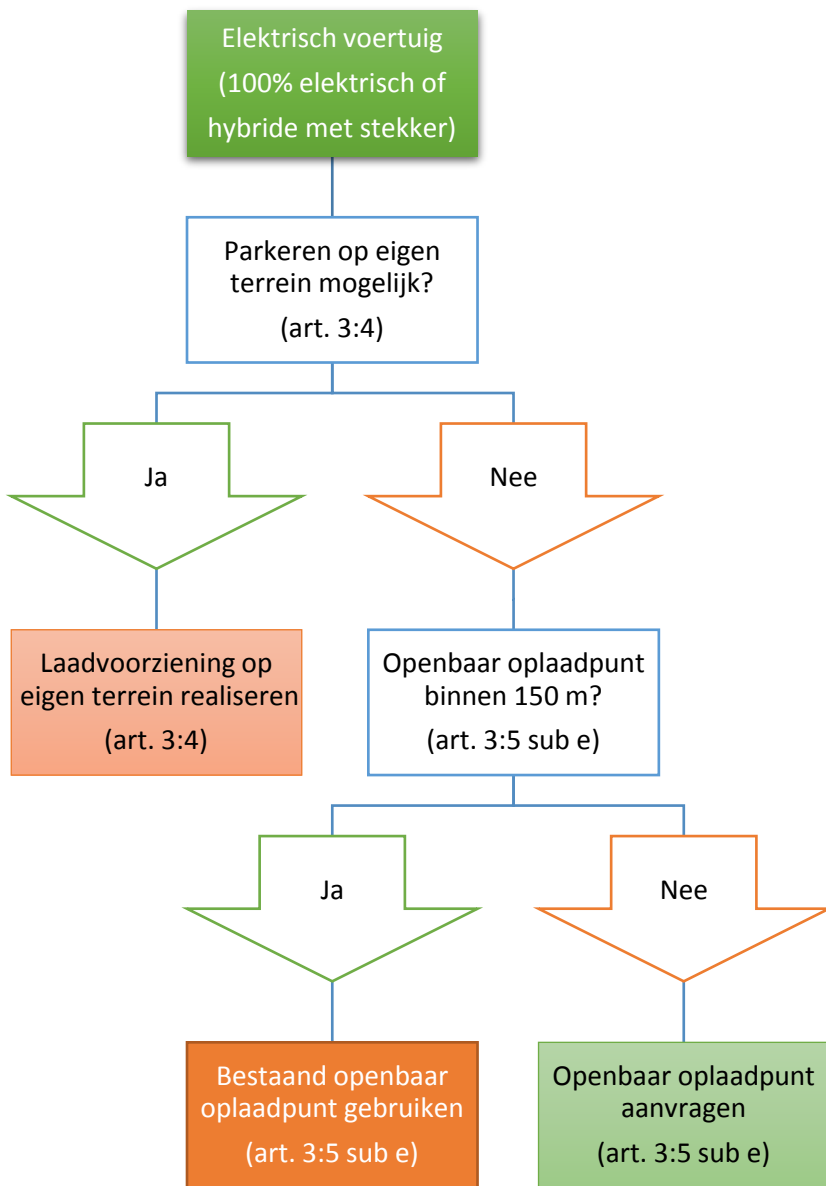 Elektrisch voertuig
(100% elektrisch of
hybride met stekker)
Parkeren op eigen
terrein mogelijk?
(art. 3:4)
Ja
Nee
Laadvoorziening op
eigen terrein realiseren
(art. 3:4)
Openbaar oplaadpunt
binnen 150 m?
(art. 3:5 sub e)
Ja
Nee
Bestaand openbaar
oplaadpunt gebruiken
(art. 3:5 sub e)
Openbaar oplaadpunt
aanvragen
(art. 3:5 sub e)